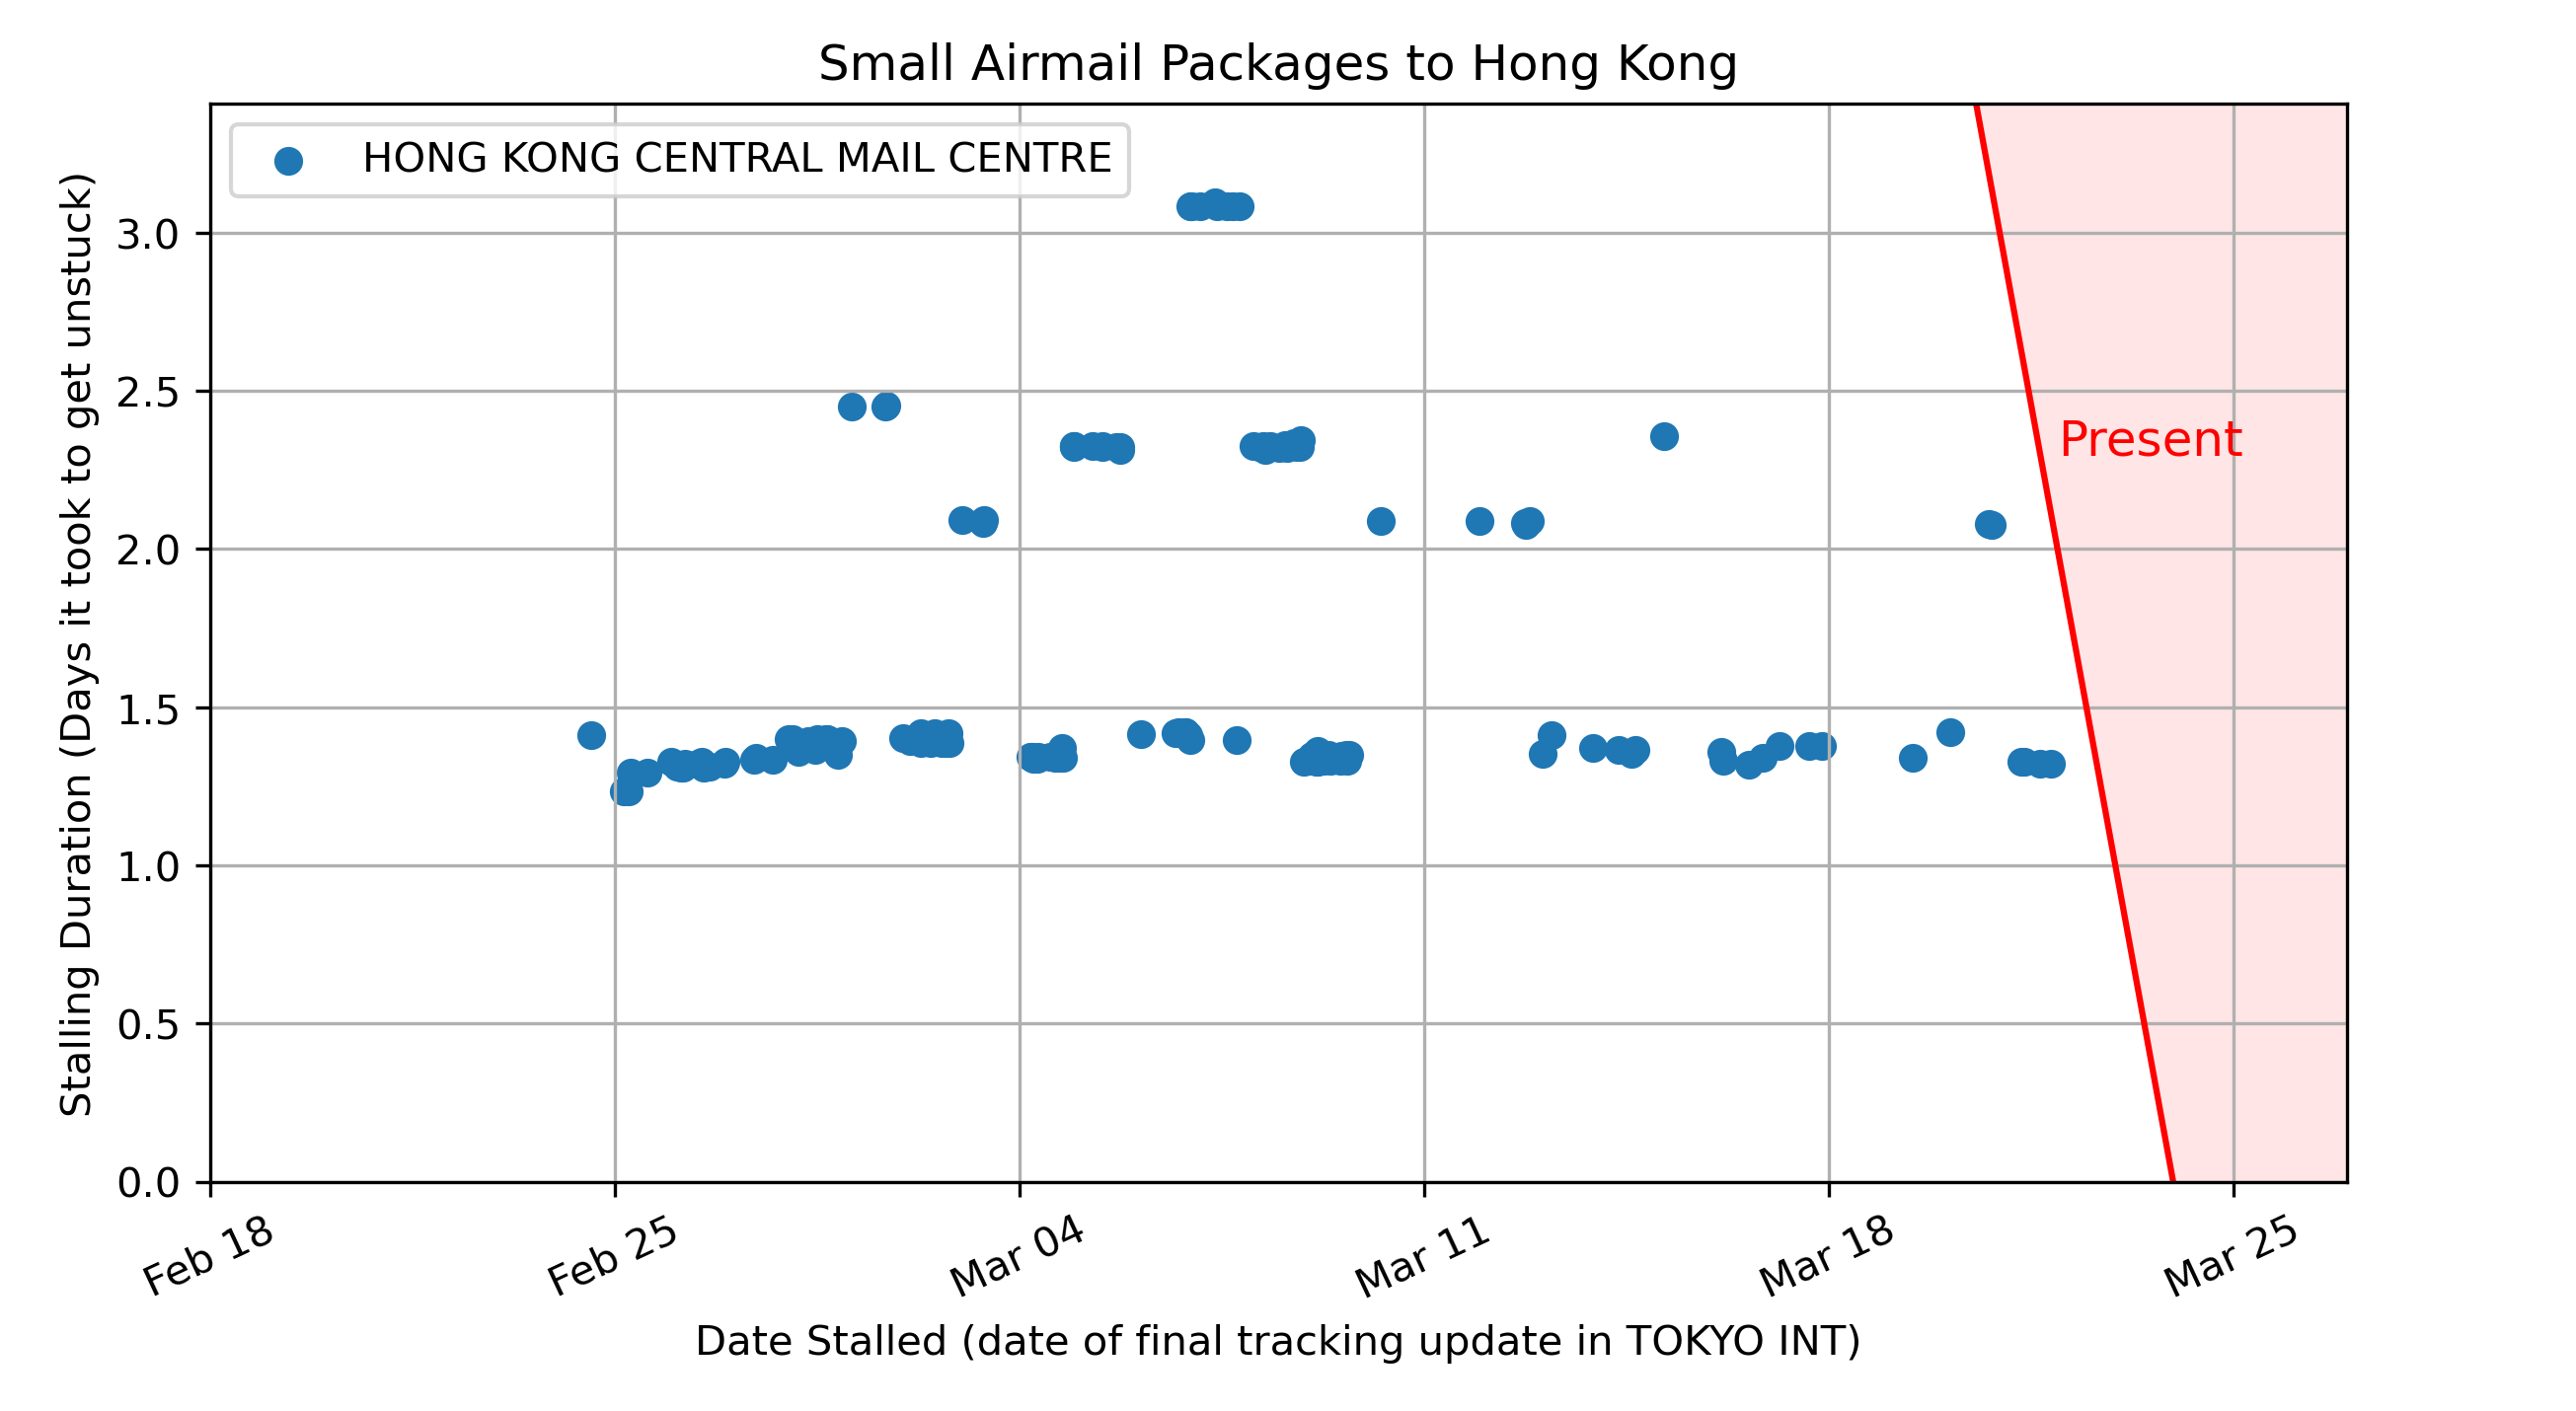 Small Airmail Packages to Hong Kong
HONG KONG CENTRAL MAIL CENTRE
Stalling Duration (Days it took to get unstuck)
3.0
2.5
2.0
1.5
1.0
0.5
0.0
Present
Feb 18
Feb 25
Mar 04
Mar 11
Mar 18
Mar 25
Date Stalled (date of final tracking update in TOKYO INT)